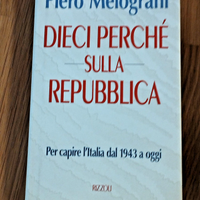 Piero Melograni
DIECI PERCHÉ
SULLA
REPUBBLICA
Per capire l'Italia dal 1943 a oggi
RIZZOLI